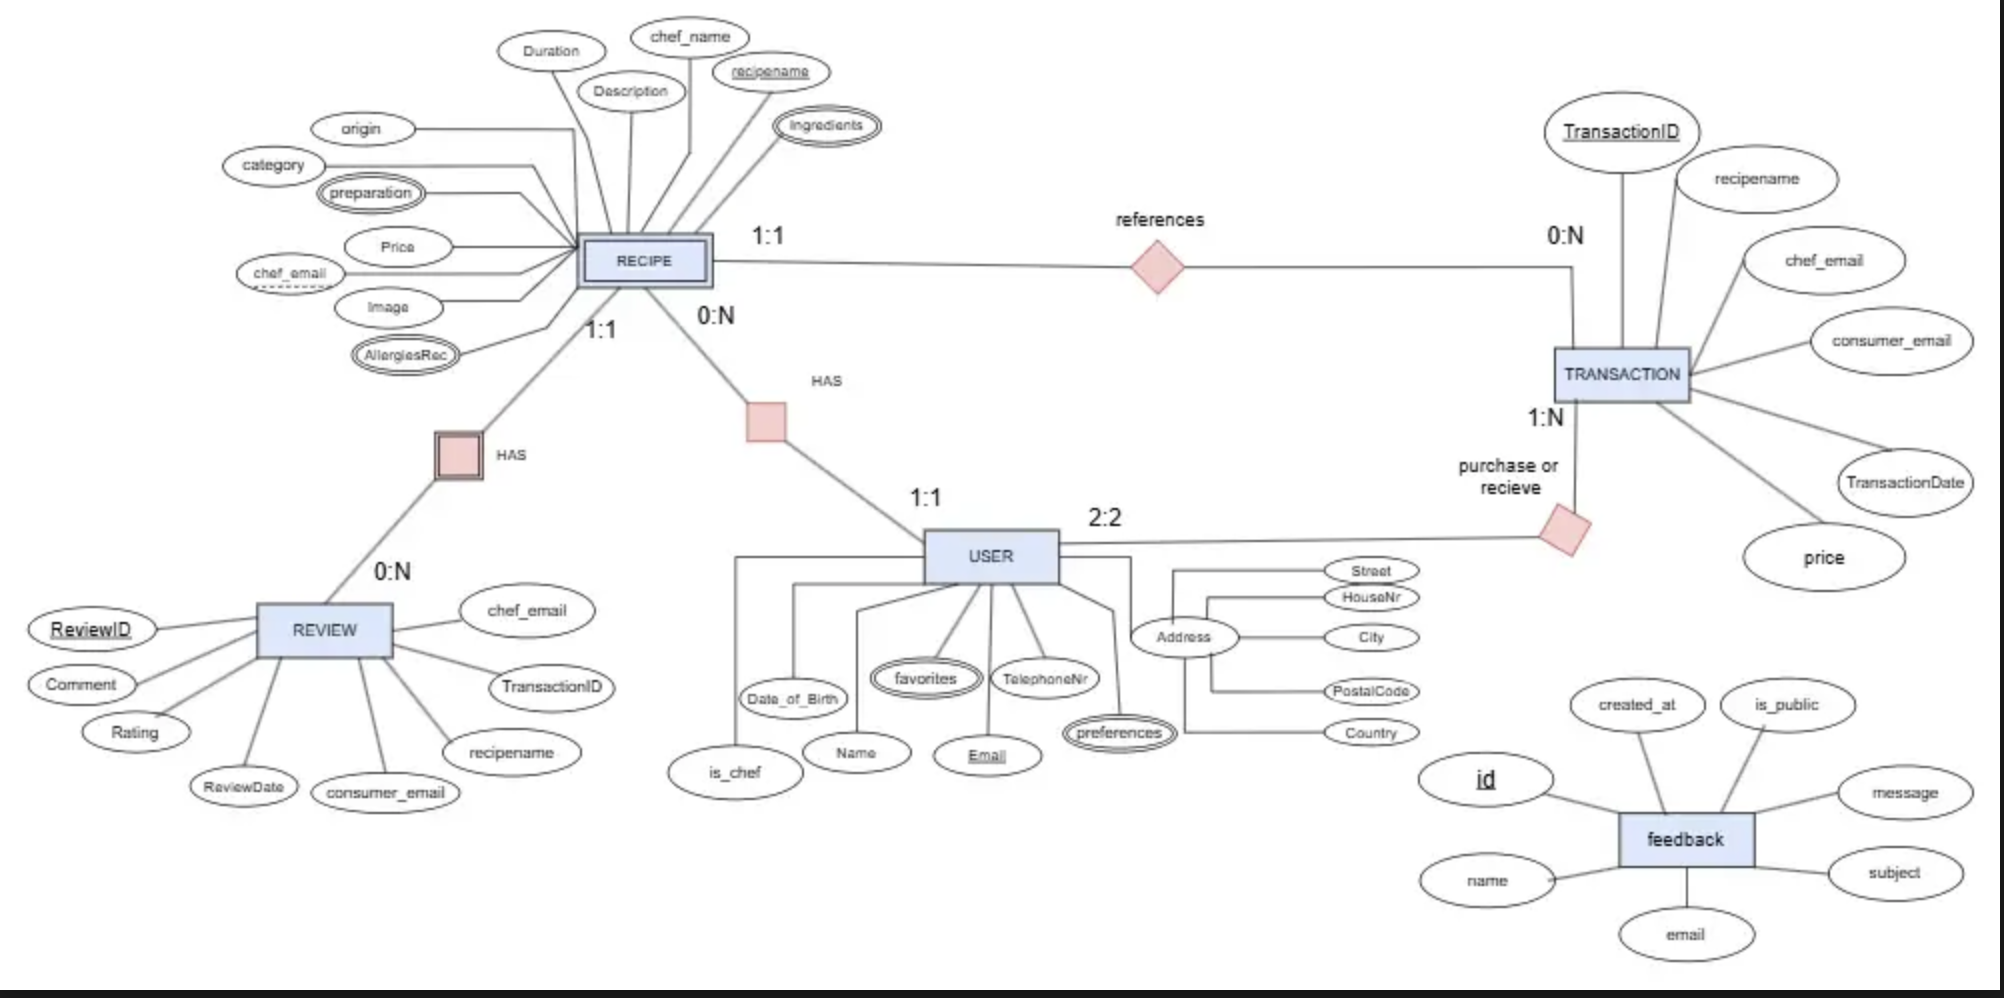 Duration
chef_name
recipename
Description
Ingredients
origin
category
preparation
Price
chef_email
Image
AllergiesRec
RECIPE
1:1
references
0:N
TransactionID
recipename
chef_email
consumer_email
TRANSACTION
1:1
0:N
HAS
1:N
purchase or
recieve
TransactionDate
price
HAS
1:1
2:2
0:N
USER
REVIEW
ReviewID
Comment
Rating
ReviewDate
consumer_email
recipename
TransactionID
chef_email
is_chef
Date_of_Birth
Name
favorites
Email
TelephoneNr
preferences
Address
Street
HouseNr
City
PostalCode
Country
created_at
is_public
id
message
feedback
name
subject
email